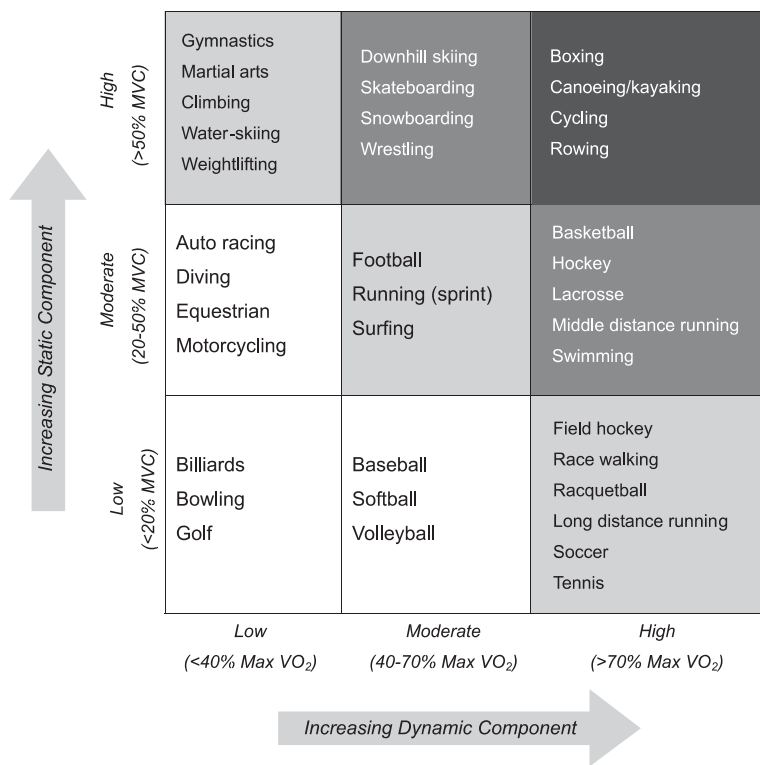 High
(>50% MVC)
Gymnastics
Martial arts
Climbing
Water-skiing
Weightlifting
Downhill skiing
Skateboarding
Snowboarding
Wrestling
Boxing
Canoeing/kayaking
Cycling
Rowing
Increasing Static Component
Moderate
(20-50% MVC)
Auto racing
Diving
Equestrian
Motorcycling
Football
Running (sprint)
Surfing
Basketball
Hockey
Lacrosse
Middle distance running
Swimming
Low
(<20% MVC)
Billiards
Bowling
Golf
Baseball
Softball
Volleyball
Field hockey
Race walking
Racquetball
Long distance running
Soccer
Tennis
Low
(<40% Max VO₂)
Moderate
(40-70% Max VO₂)
High
(>70% Max VO₂)
Increasing Dynamic Component